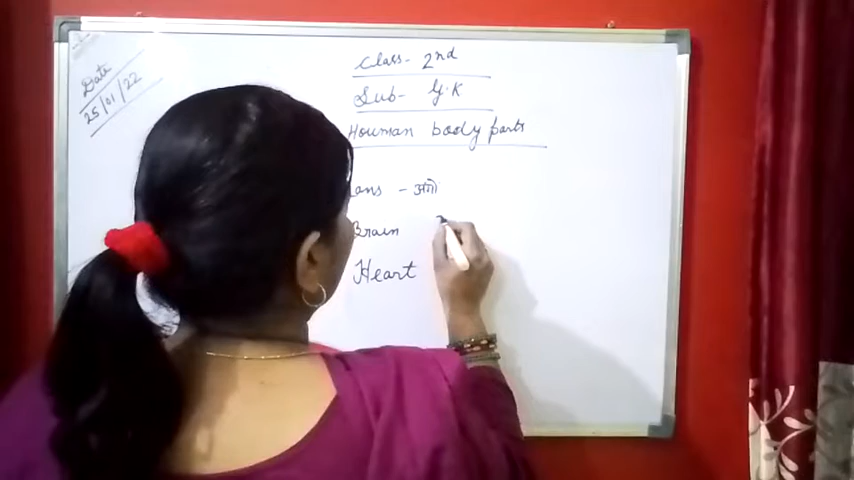 Date
25/01/22
Class- 2nd
Sub- G.K
Houman body parts
ans - अंगो
Brain
Heart